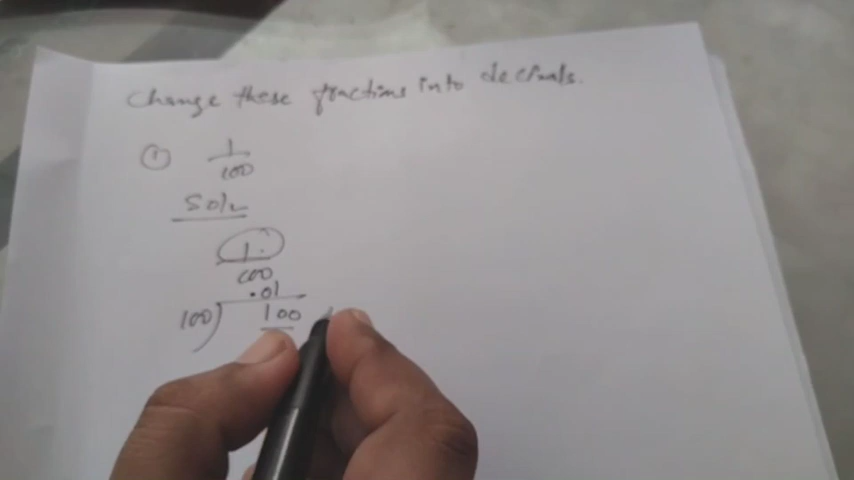 Change these fractions into decimals.
① 1/100
Soln
1.
100
.01
100) 100